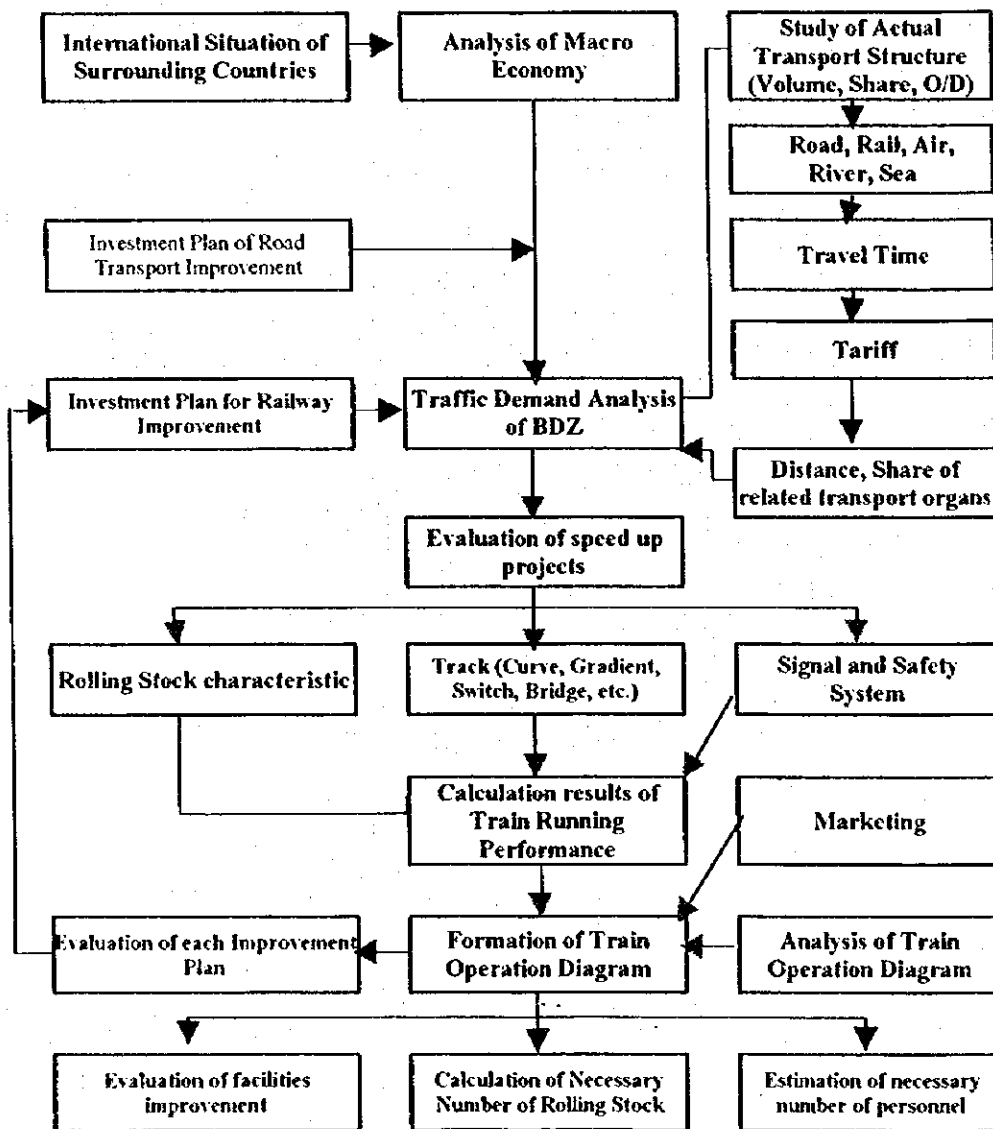 International Situation of
Surrounding Countries
Analysis of Macro
Economy
Study of Actual
Transport Structure
(Volume, Share, O/D)
Road, Rail, Air,
River, Sea
Investment Plan of Road
Transport Improvement
Travel Time
Tariff
Investment Plan for Railway
Improvement
Traffic Demand Analysis
of BDZ
Distance, Share of
related transport organs
Evaluation of speed up
projects
Rolling Stock characteristic
Track (Curve, Gradient,
Switch, Bridge, etc.)
Signal and Safety
System
Calculation results of
Train Running
Performance
Marketing
Evaluation of each Improvement
Plan
Formation of Train
Operation Diagram
Analysis of Train
Operation Diagram
Evaluation of facilities
improvement
Calculation of Necessary
Number of Rolling Stock
Estimation of necessary
number of personnel